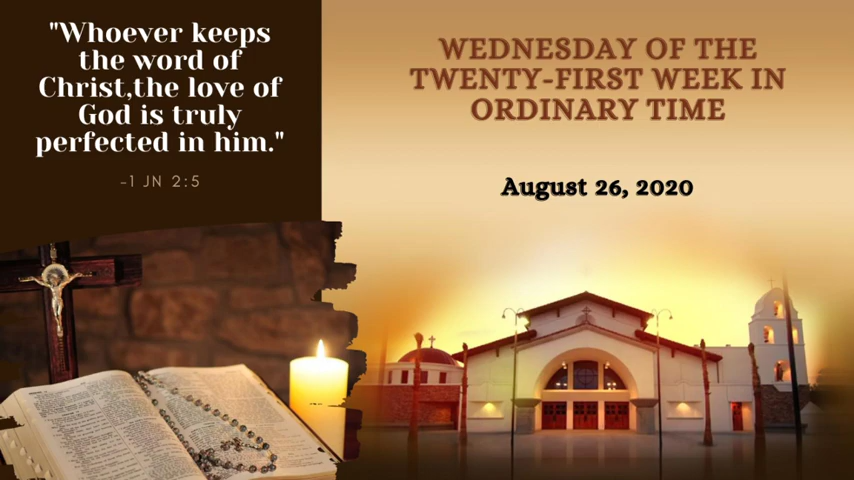 "Whoever keeps
the word of
Christ,the love of
God is truly
perfected in him."
-1 JN 2:5
WEDNESDAY OF THE
TWENTY-FIRST WEEK IN
ORDINARY TIME
August 26, 2020